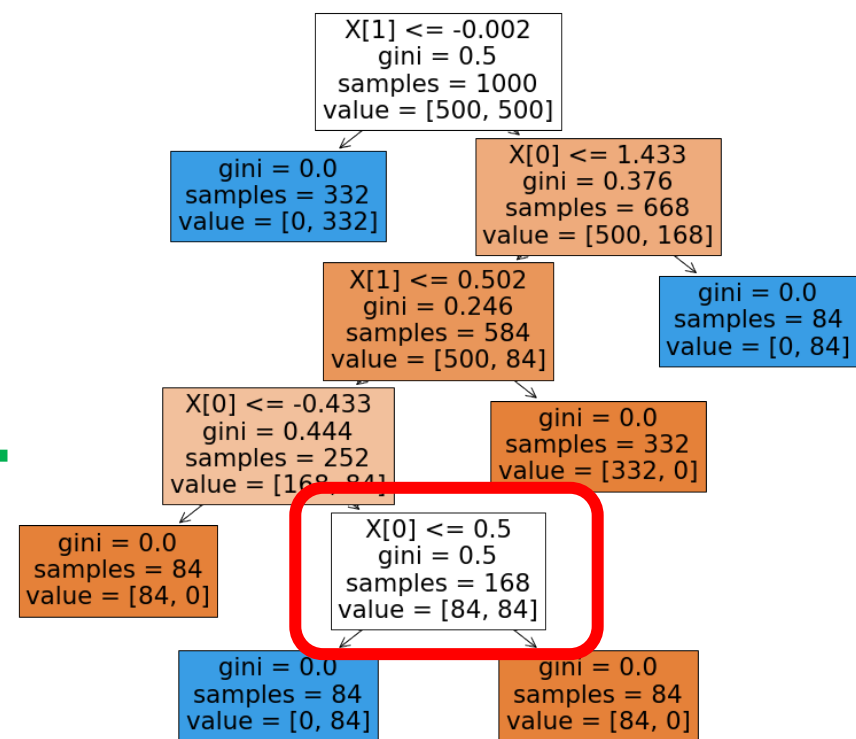 X[1] <= -0.002
gini = 0.5
samples = 1000
value = [500, 500]
gini = 0.0
samples = 332
value = [0, 332]
X[0] <= 1.433
gini = 0.376
samples = 668
value = [500, 168]
X[1] <= 0.502
gini = 0.246
samples = 584
value = [500, 84]
gini = 0.0
samples = 84
value = [0, 84]
X[0] <= -0.433
gini = 0.444
samples = 252
value = [168, 84]
gini = 0.0
samples = 332
value = [332, 0]
gini = 0.0
samples = 84
value = [84, 0]
X[0] <= 0.5
gini = 0.5
samples = 168
value = [84, 84]
gini = 0.0
samples = 84
value = [0, 84]
gini = 0.0
samples = 84
value = [84, 0]